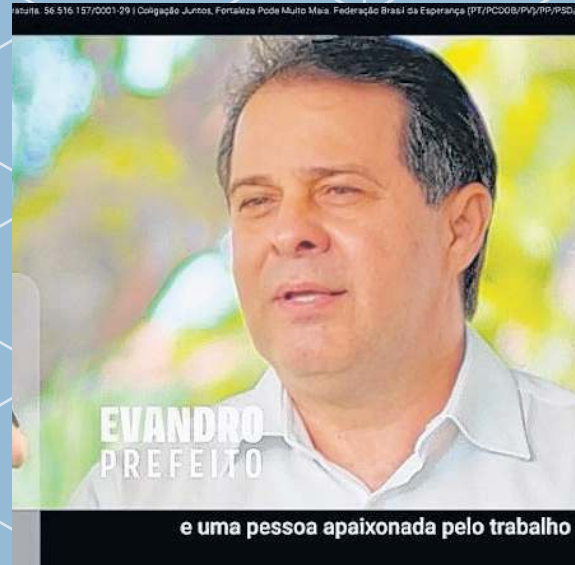 ratuita. 56.516.157/0001-29 | Coligação Juntos, Fortaleza Pode Muito Mais. Federação Brasil da Esperança (PT/PCDOB/PV)/PP/PSD/
EVANDRO
PREFEITO
e uma pessoa apaixonada pelo trabalho